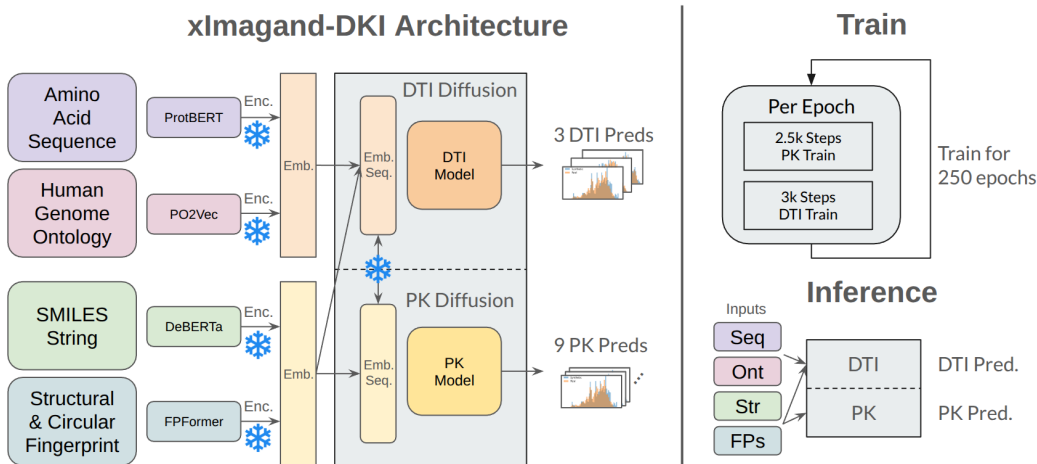 xImagand-DKI Architecture
Amino
Acid
Sequence
ProtBERT
Enc.
Human
Genome
Ontology
PO2Vec
Enc.
Emb.
SMILES
String
DeBERTa
Enc.
Structural
& Circular
Fingerprint
FPFormer
Enc.
Emb.
DTI Diffusion
Emb.
Seq.
DTI
Model
3 DTI Preds
PK Diffusion
Emb.
Seq.
PK
Model
9 PK Preds
Train
Per Epoch
2.5k Steps
PK Train
3k Steps
DTI Train
Train for
250 epochs
Inference
Inputs
Seq
Ont
Str
FPs
DTI
PK
DTI Pred.
PK Pred.